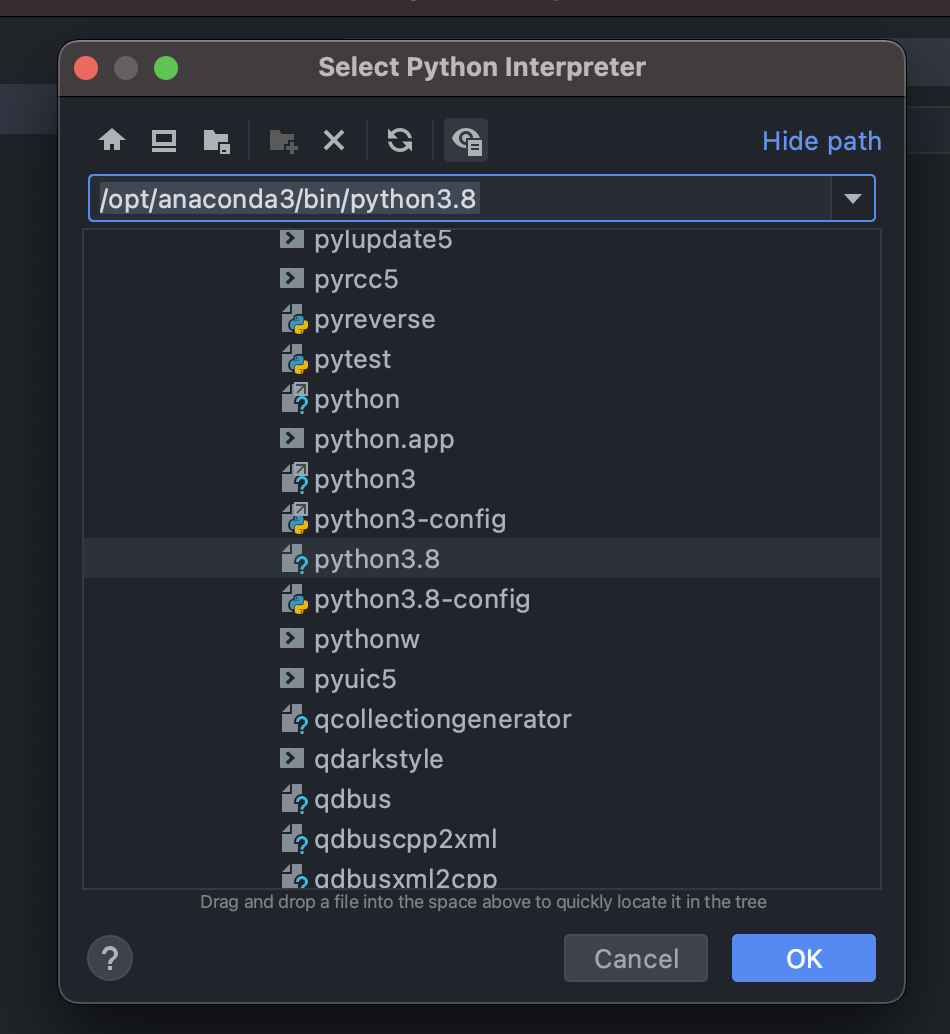 Select Python Interpreter
Hide path
/opt/anaconda3/bin/python3.8
pylupdate5
pyrcc5
pyreverse
pytest
python
python.app
python3
python3-config
python3.8
python3.8-config
pythonw
pyuic5
qcollectiongenerator
qdarkstyle
qdbus
qdbuscpp2xml
qdbusxml2cpp
Drag and drop a file into the space above to quickly locate it in the tree
? Cancel OK